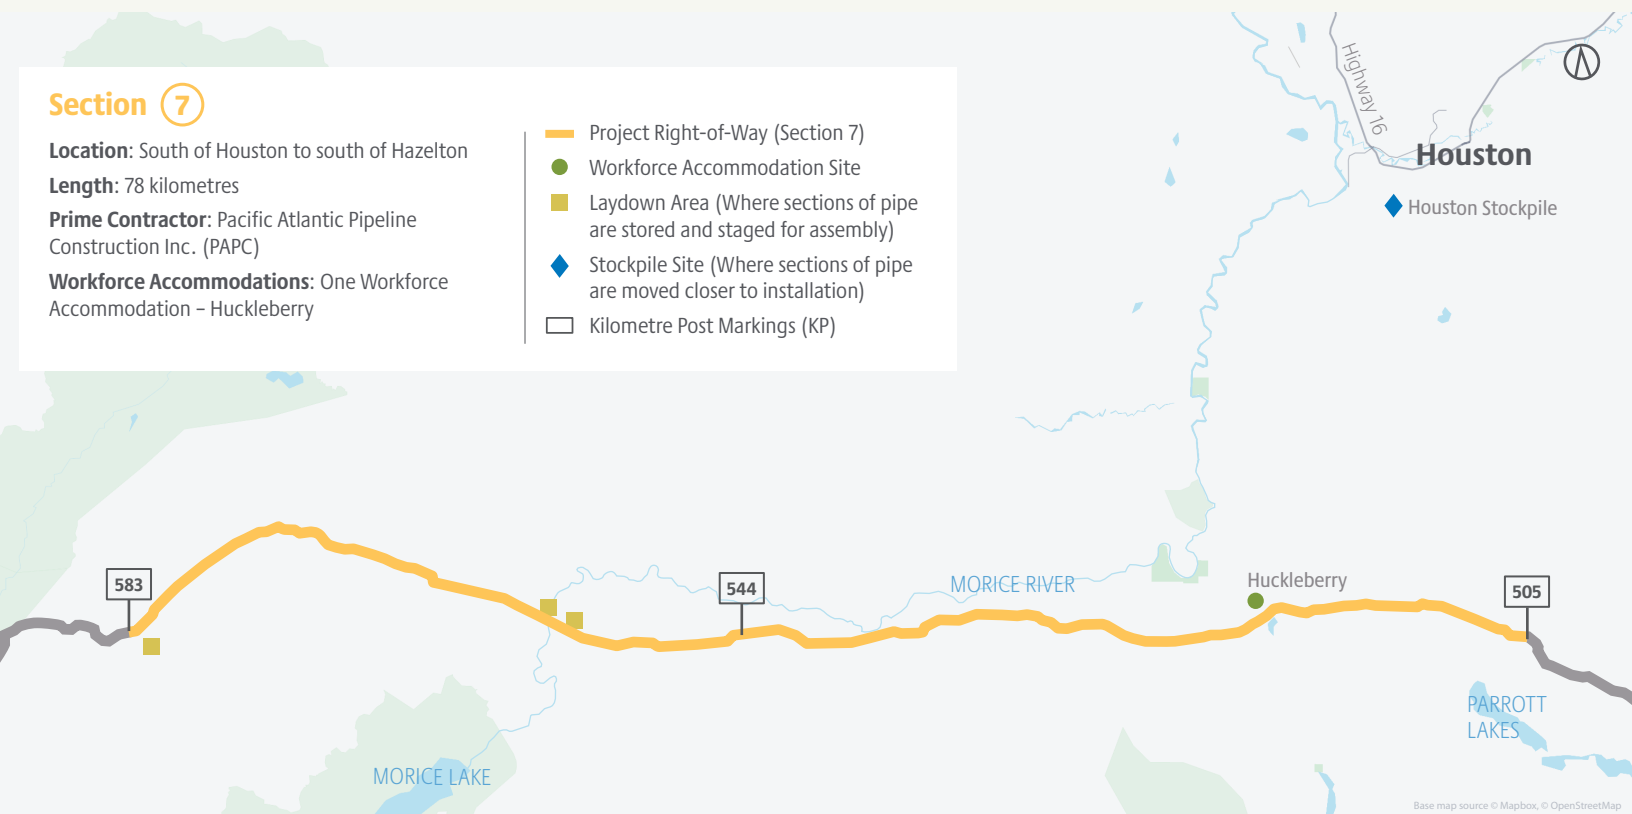 Section 7
Location: South of Houston to south of Hazelton
Length: 78 kilometres
Prime Contractor: Pacific Atlantic Pipeline
Construction Inc. (PAPC)
Workforce Accommodations: One Workforce
Accommodation – Huckleberry
Project Right-of-Way (Section 7)
Workforce Accommodation Site
Laydown Area (Where sections of pipe
are stored and staged for assembly)
Stockpile Site (Where sections of pipe
are moved closer to installation)
Kilometre Post Markings (KP)
Highway 16
Houston
Houston Stockpile
583
544
MORICE RIVER
Huckleberry
505
PARROTT
LAKES
MORICE LAKE
Base map source © Mapbox, © OpenStreetMap